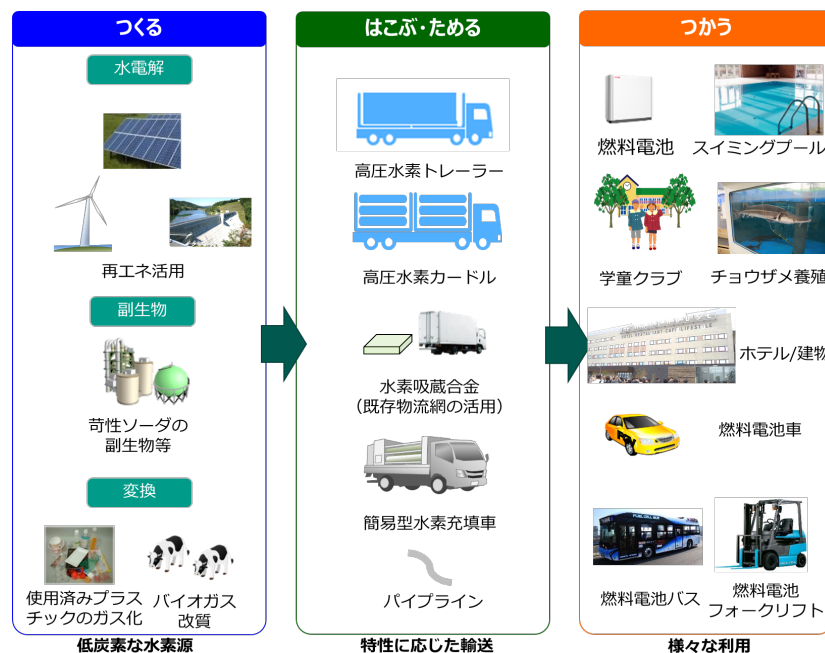 つくる
水電解
再エネ活用
副生物
苛性ソーダの
副生物等
変換
使用済みプラス
チックのガス化
バイオガス
改質
低炭素な水素源
はこぶ・ためる
高圧水素トレーラー
高圧水素カードル
水素吸蔵合金
（既存物流網の活用）
簡易型水素充填車
パイプライン
特性に応じた輸送
つかう
燃料電池
スイミングプール
学童クラブ
チョウザメ養殖
ホテル/建物
燃料電池車
FUEL CELL BUS
燃料電池バス
燃料電池
フォークリフト
様々な利用